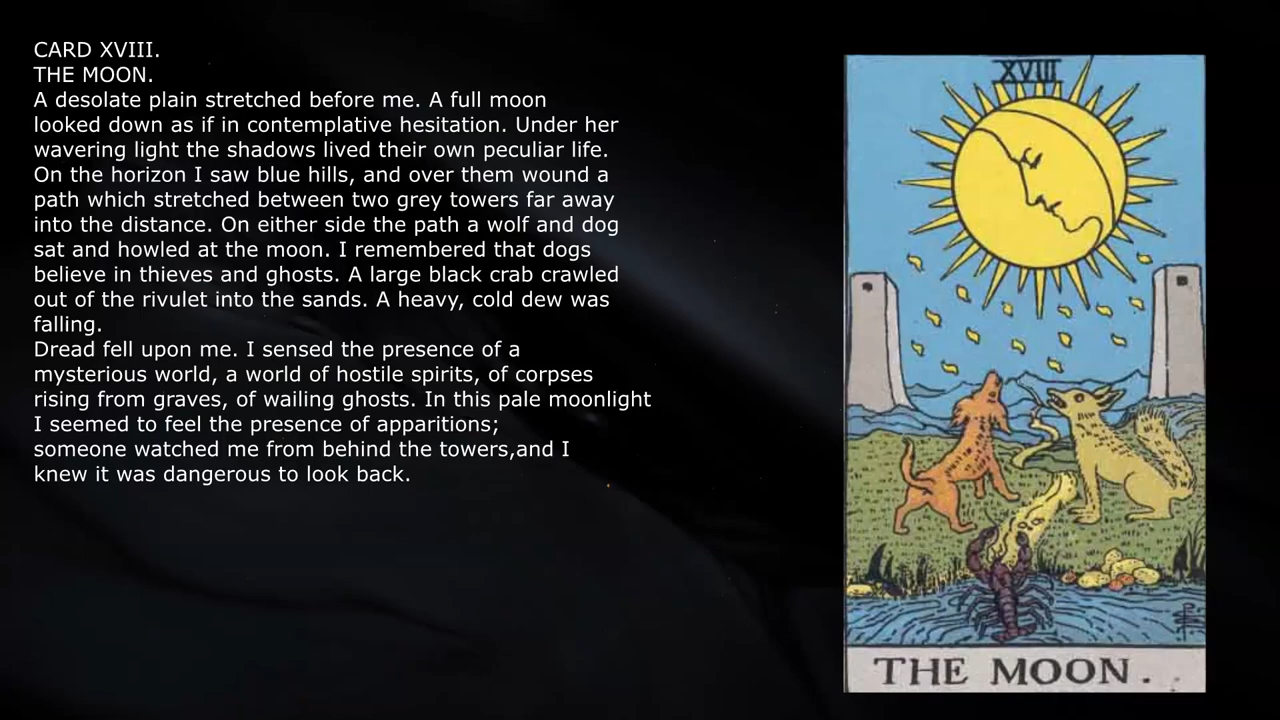 CARD XVIII.
THE MOON.
A desolate plain stretched before me. A full moon
looked down as if in contemplative hesitation. Under her
wavering light the shadows lived their own peculiar life.
On the horizon I saw blue hills, and over them wound a
path which stretched between two grey towers far away
into the distance. On either side the path a wolf and dog
sat and howled at the moon. I remembered that dogs
believe in thieves and ghosts. A large black crab crawled
out of the rivulet into the sands. A heavy, cold dew was
falling.
Dread fell upon me. I sensed the presence of a
mysterious world, a world of hostile spirits, of corpses
rising from graves, of wailing ghosts. In this pale moonlight
I seemed to feel the presence of apparitions;
someone watched me from behind the towers,and I
knew it was dangerous to look back.
XVIII
THE MOON.